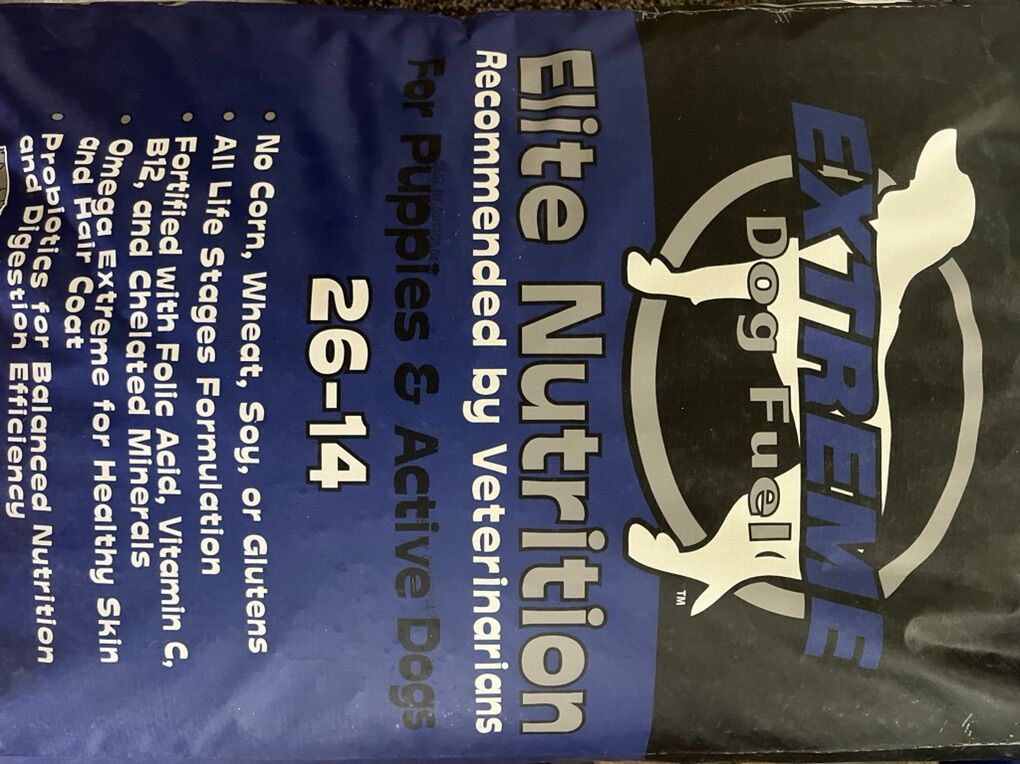 EXTREME
Dog Fuel
TM
Elite Nutrition
Recommended by Veterinarians
For Puppies & Active Dogs
26-14
• No Corn, Wheat, Soy, or Glutens
• All Life Stages Formulation
• Fortified with Folic Acid, Vitamin C,
B12, and Chelated Minerals
• Omega Extreme for Healthy Skin
and Hair Coat
• Probiotics for Balanced Nutrition
and Digestion Efficiency